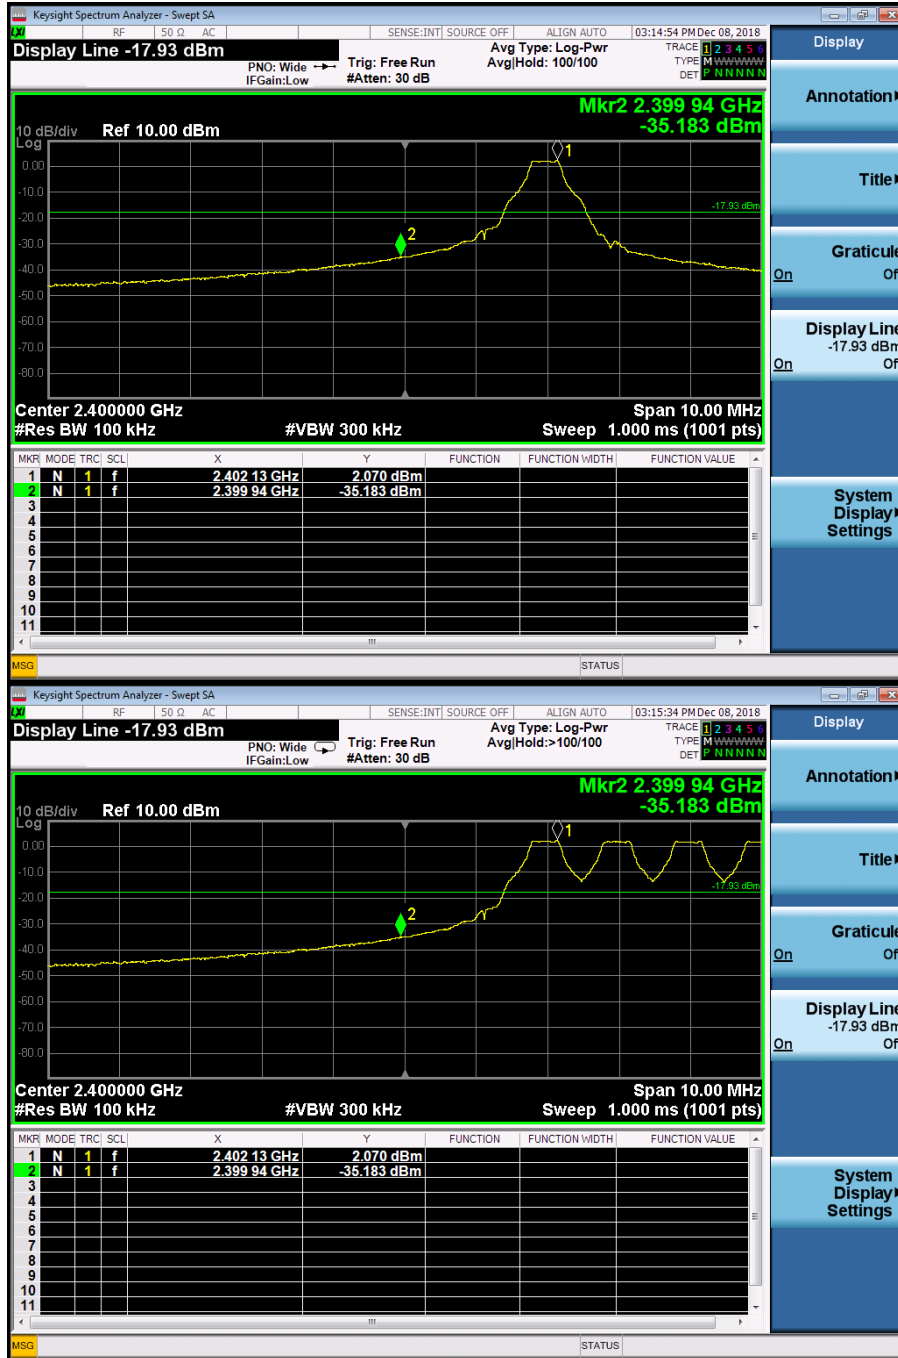 Keysight Spectrum Analyzer - Swept SA
LXI RF 50 Ω AC SENSE:INT SOURCE OFF ALIGN AUTO 03:14:54 PM Dec 08, 2018
Display Line -17.93 dBm
PNO: Wide
IFGain:Low
Trig: Free Run
#Atten: 30 dB
Avg Type: Log-Pwr
Avg|Hold: 100/100
TRACE 1 2 3 4 5 6
TYPE M WWWWW
DET P N N N N N
Display
Annotation
Title
Graticule
On Of
Display Line
-17.93 dBm
On Of
System
Display
Settings
Mkr2 2.399 94 GHz
-35.183 dBm
10 dB/div Ref 10.00 dBm
Log
0.00
-10.0
-20.0
-30.0
-40.0
-50.0
-60.0
-70.0
-80.0
1
2
-17.93 dBm
Center 2.400000 GHz Span 10.00 MHz
#Res BW 100 kHz #VBW 300 kHz Sweep 1.000 ms (1001 pts)
MKR MODE TRC SCL X Y FUNCTION FUNCTION WIDTH FUNCTION VALUE
1 N 1 f 2.402 13 GHz 2.070 dBm
2 N 1 f 2.399 94 GHz -35.183 dBm
3
4
5
6
7
8
9
10
11
MSG STATUS
Keysight Spectrum Analyzer - Swept SA
LXI RF 50 Ω AC SENSE:INT SOURCE OFF ALIGN AUTO 03:15:34 PM Dec 08, 2018
Display Line -17.93 dBm
PNO: Wide
IFGain:Low
Trig: Free Run
#Atten: 30 dB
Avg Type: Log-Pwr
Avg|Hold:>100/100
TRACE 1 2 3 4 5 6
TYPE M WWWWW
DET P N N N N N
Display
Annotation
Title
Graticule
On Of
Display Line
-17.93 dBm
On Of
System
Display
Settings
Mkr2 2.399 94 GHz
-35.183 dBm
10 dB/div Ref 10.00 dBm
Log
0.00
-10.0
-20.0
-30.0
-40.0
-50.0
-60.0
-70.0
-80.0
1
2
-17.93 dBm
Center 2.400000 GHz Span 10.00 MHz
#Res BW 100 kHz #VBW 300 kHz Sweep 1.000 ms (1001 pts)
MKR MODE TRC SCL X Y FUNCTION FUNCTION WIDTH FUNCTION VALUE
1 N 1 f 2.402 13 GHz 2.070 dBm
2 N 1 f 2.399 94 GHz -35.183 dBm
3
4
5
6
7
8
9
10
11
MSG STATUS